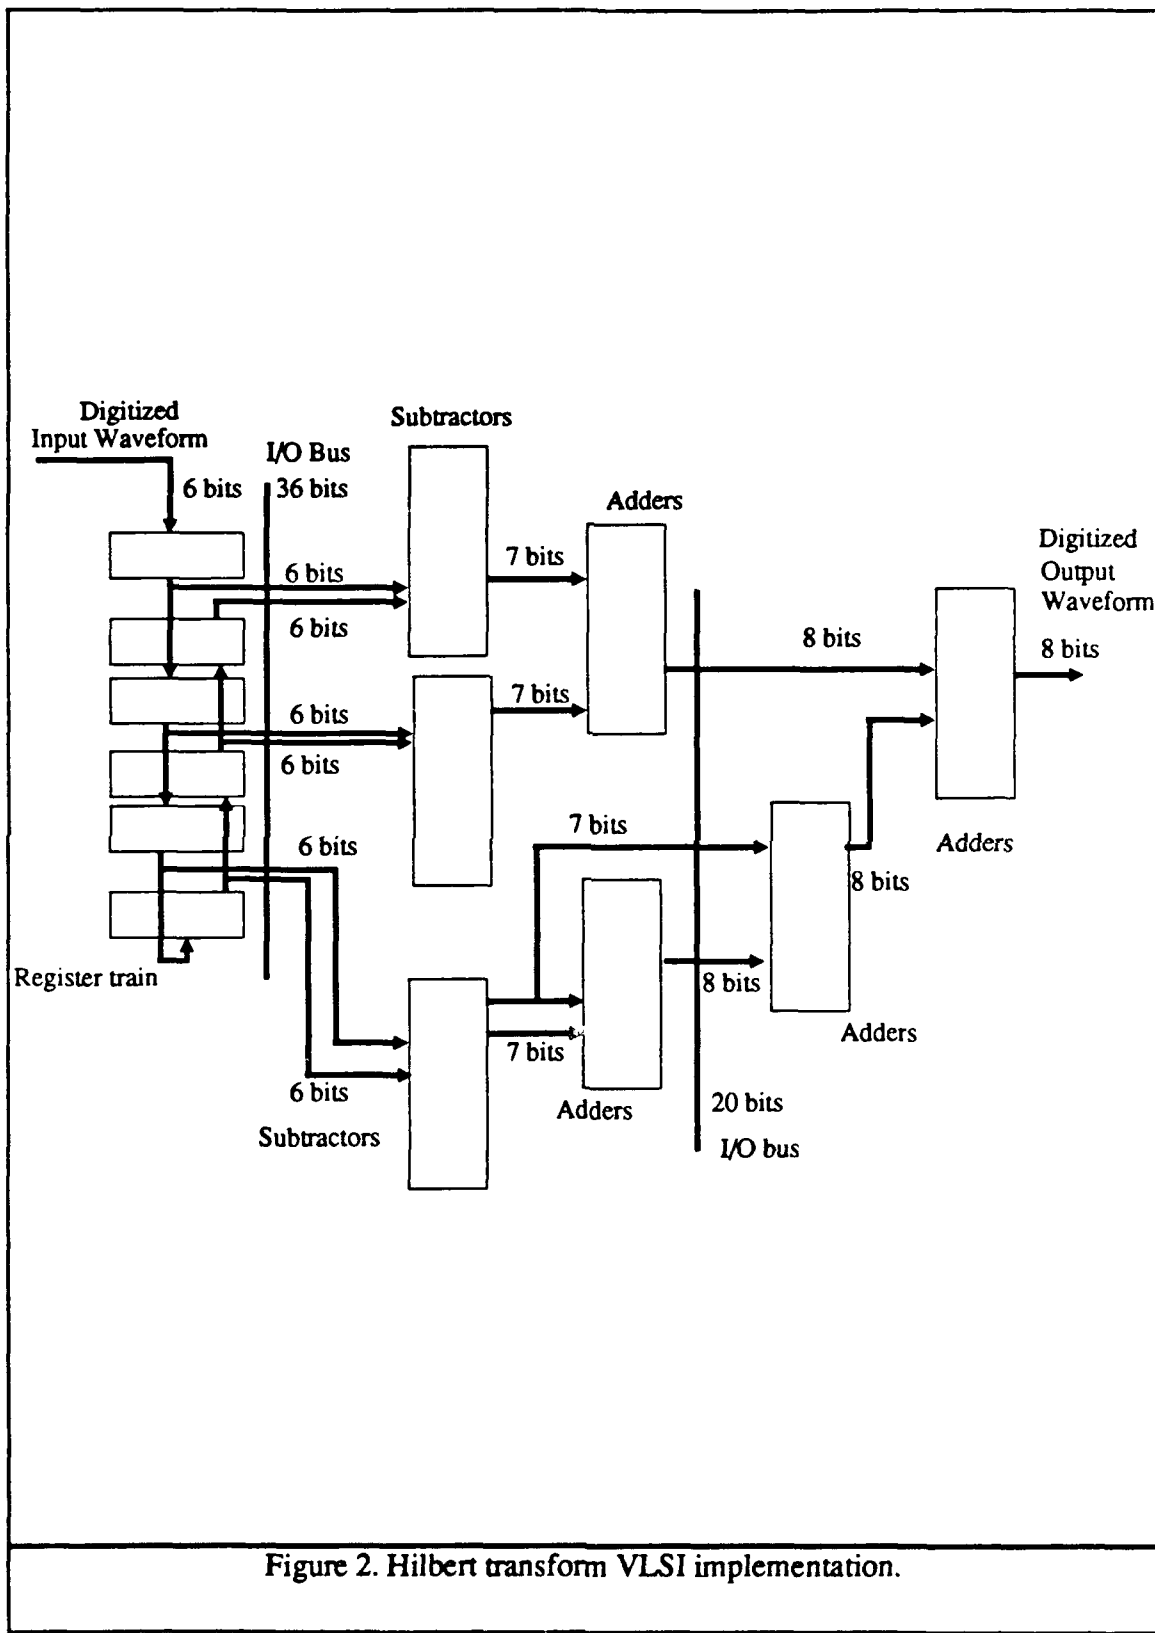 Digitized
Input Waveform
6 bits
I/O Bus
36 bits
Subtractors
6 bits
6 bits
7 bits
Adders
Digitized
Output
Waveform
8 bits
8 bits
6 bits
6 bits
7 bits
6 bits
7 bits
Adders
8 bits
Register train
8 bits
Adders
7 bits
6 bits
Adders
20 bits
Subtractors
I/O bus
Figure 2. Hilbert transform VLSI implementation.